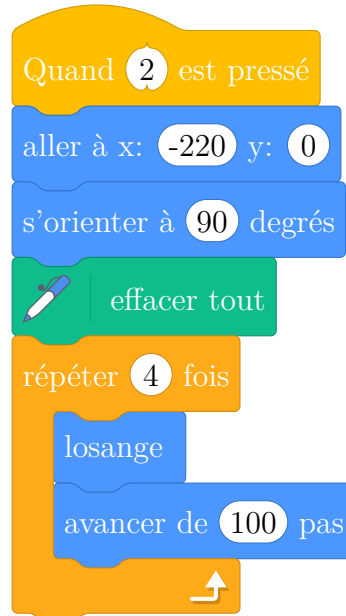 Quand 2 est pressé
aller à x: -220 y: 0
s'orienter à 90 degrés
effacer tout
répéter 4 fois
losange
avancer de 100 pas